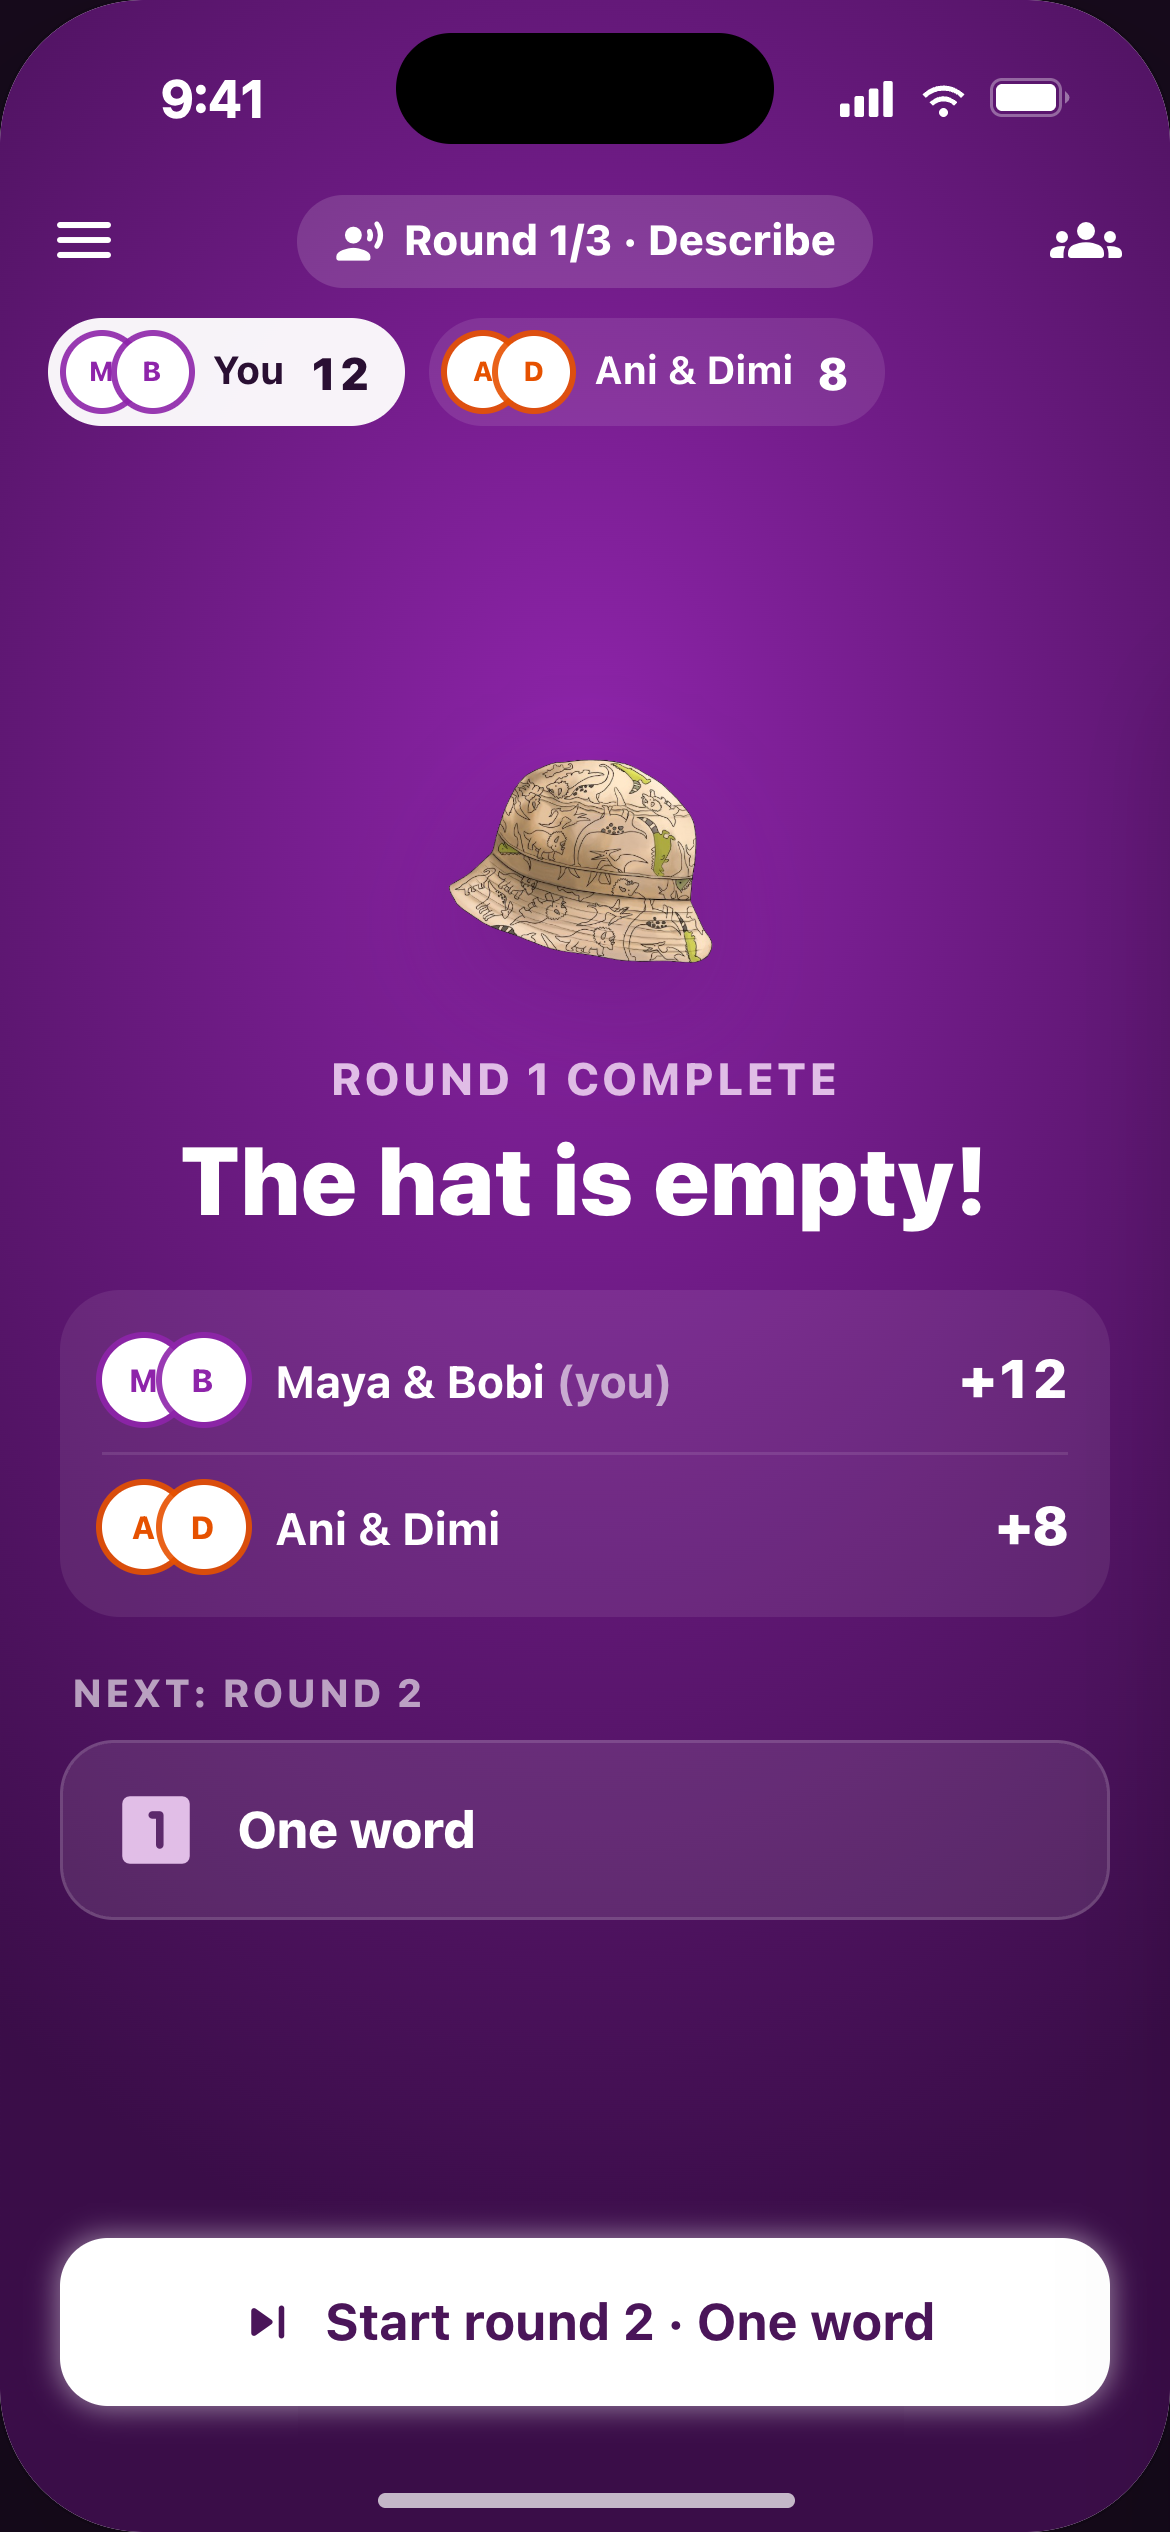 9:41
Round 1/3 · Describe
M B You 12
A D Ani & Dimi 8
ROUND 1 COMPLETE
The hat is empty!
M B Maya & Bobi (you) +12
A D Ani & Dimi +8
NEXT: ROUND 2
1 One word
Start round 2 · One word